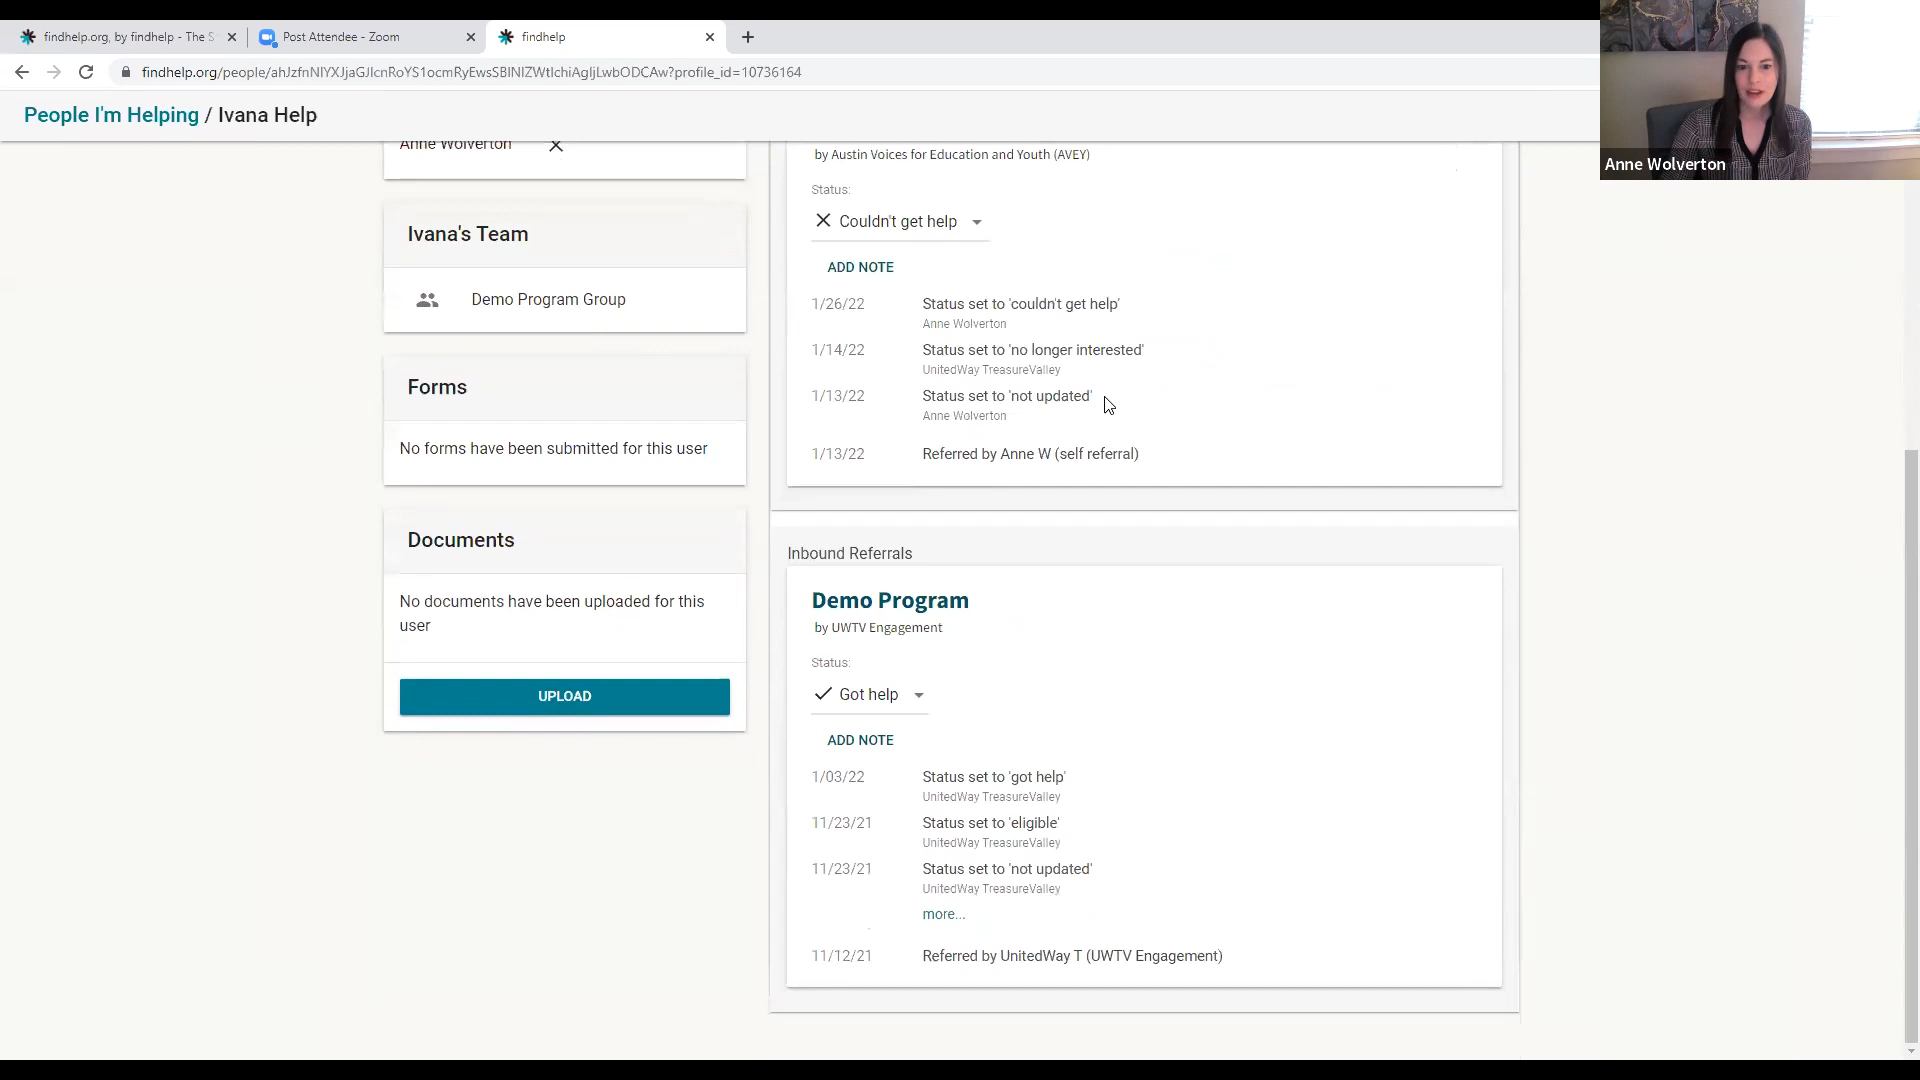 findhelp.org, by findhelp - The S
Post Attendee - Zoom
findhelp
findhelp.org/people/ahJzfnNlYXJjaGJlcnRoYS1ocmRyEwsSBlNlZWtlchiAgIjLwbODCAw?profile_id=10736164
People I'm Helping / Ivana Help
Anne Wolverton
Anne Wolverton
Ivana's Team
Demo Program Group
Forms
No forms have been submitted for this user
Documents
No documents have been uploaded for this
user
UPLOAD
by Austin Voices for Education and Youth (AVEY)
Status:
Couldn't get help
ADD NOTE
1/26/22 Status set to 'couldn't get help'
Anne Wolverton
1/14/22 Status set to 'no longer interested'
UnitedWay TreasureValley
1/13/22 Status set to 'not updated'
Anne Wolverton
1/13/22 Referred by Anne W (self referral)
Inbound Referrals
Demo Program
by UWTV Engagement
Status:
Got help
ADD NOTE
1/03/22 Status set to 'got help'
UnitedWay TreasureValley
11/23/21 Status set to 'eligible'
UnitedWay TreasureValley
11/23/21 Status set to 'not updated'
UnitedWay TreasureValley
more...
11/12/21 Referred by UnitedWay T (UWTV Engagement)